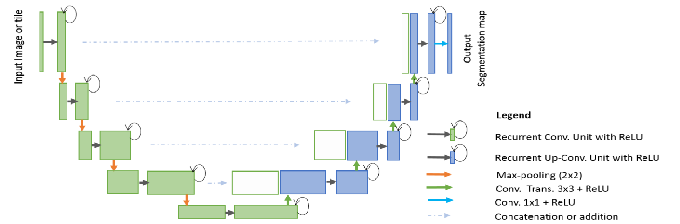 Input Image or tile
Output
Segmentation map
Legend
Recurrent Conv. Unit with ReLU
Recurrent Up-Conv. Unit with ReLU
Max-pooling (2x2)
Conv. Trans. 3x3 + ReLU
Conv. 1x1 + ReLU
Concatenation or addition